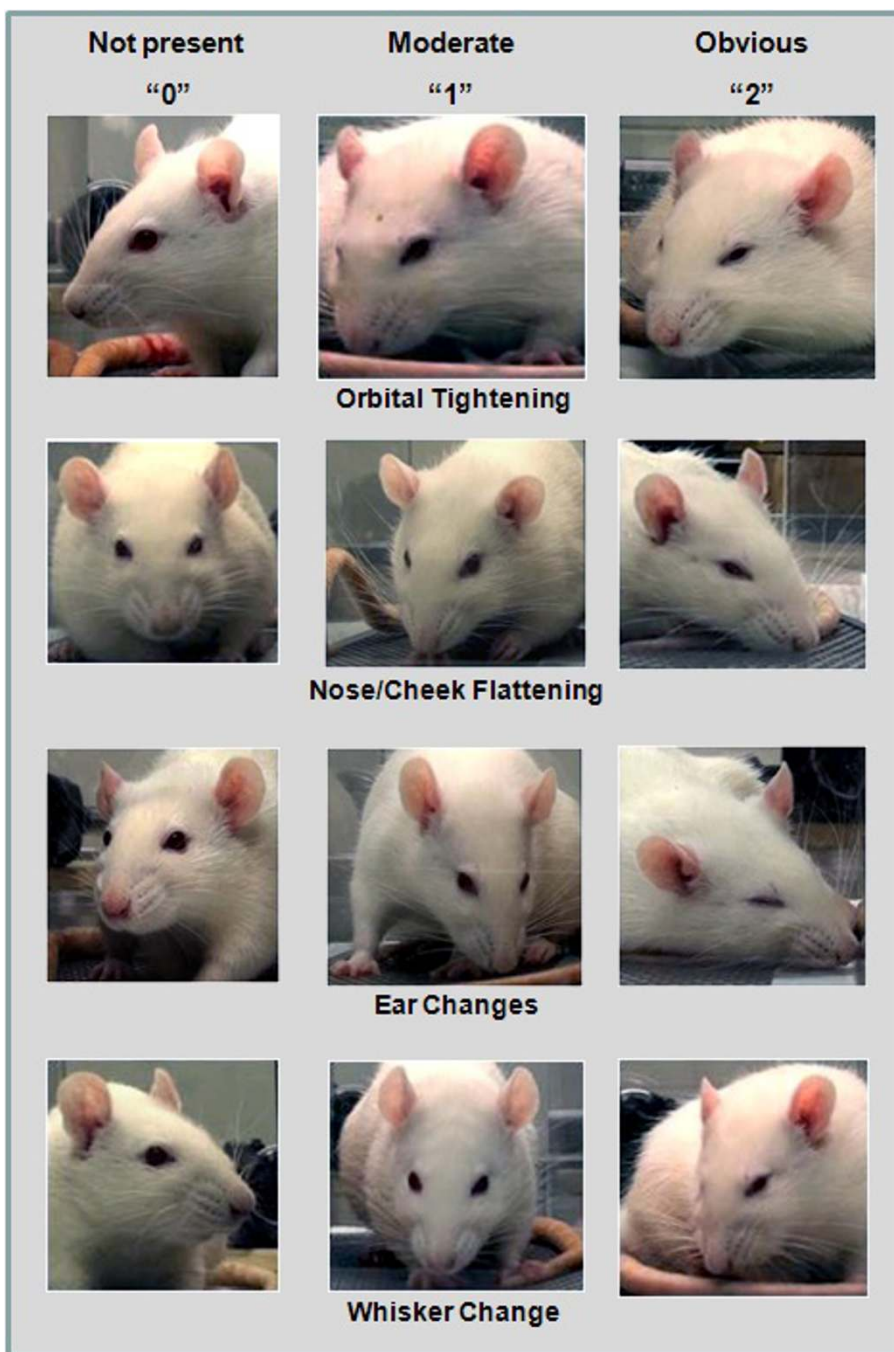 Not present Moderate Obvious
“0” “1” “2”
Orbital Tightening
Nose/Cheek Flattening
Ear Changes
Whisker Change